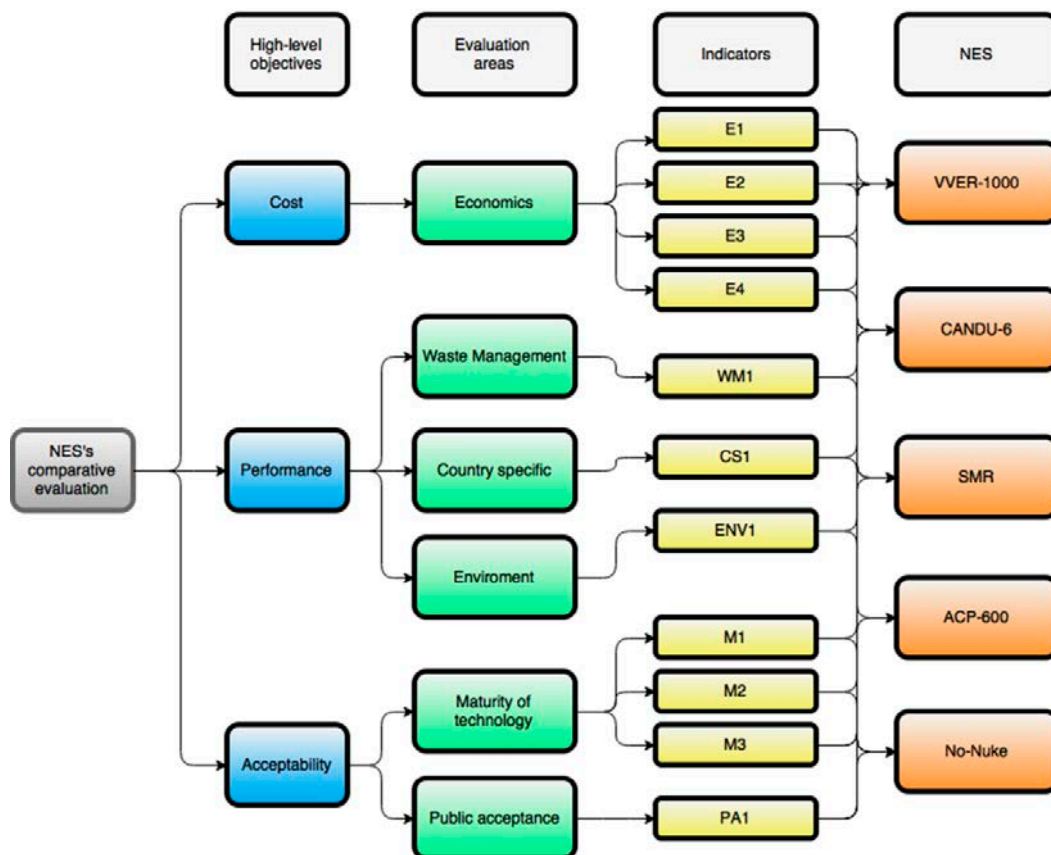 High-level
objectives
Evaluation
areas
Indicators
NES
E1
VVER-1000
Cost
Economics
E2
E3
E4
CANDU-6
Waste Management
WM1
NES's
comparative
evaluation
Performance
Country specific
CS1
SMR
ENV1
Enviroment
ACP-600
M1
Maturity of
technology
M2
M3
Acceptability
No-Nuke
Public acceptance
PA1